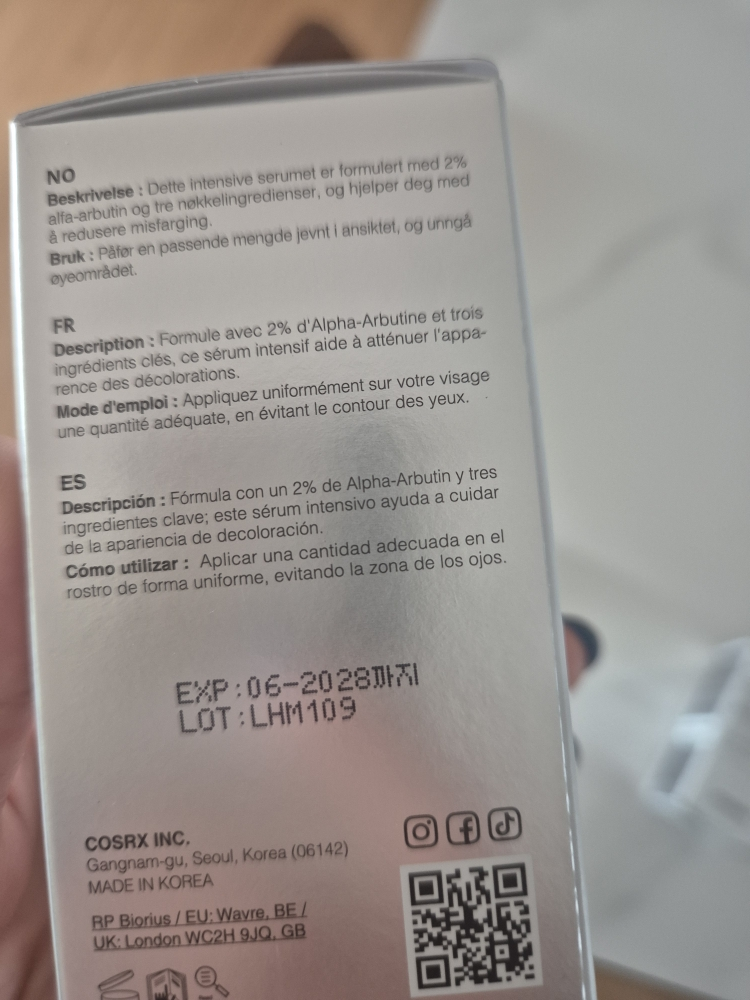 NO
Beskrivelse : Dette intensive serumet er formulert med 2%
alfa-arbutin og tre nøkkelingredienser, og hjelper deg med
å redusere misfarging.
Bruk : Påfør en passende mengde jevnt i ansiktet, og unngå
øyeområdet.
FR
Description : Formule avec 2% d'Alpha-Arbutine et trois
ingrédients clés, ce sérum intensif aide à atténuer l'appa-
rence des décolorations.
Mode d'emploi : Appliquez uniformément sur votre visage
une quantité adéquate, en évitant le contour des yeux.
ES
Descripción : Fórmula con un 2% de Alpha-Arbutin y tres
ingredientes clave; este sérum intensivo ayuda a cuidar
de la apariencia de decoloración.
Cómo utilizar : Aplicar una cantidad adecuada en el
rostro de forma uniforme, evitando la zona de los ojos.
EXP:06-2028까지
LOT:LHM109
COSRX INC.
Gangnam-gu, Seoul, Korea (06142)
MADE IN KOREA
RP Biorius / EU: Wavre, BE /
UK: London WC2H 9JQ, GB